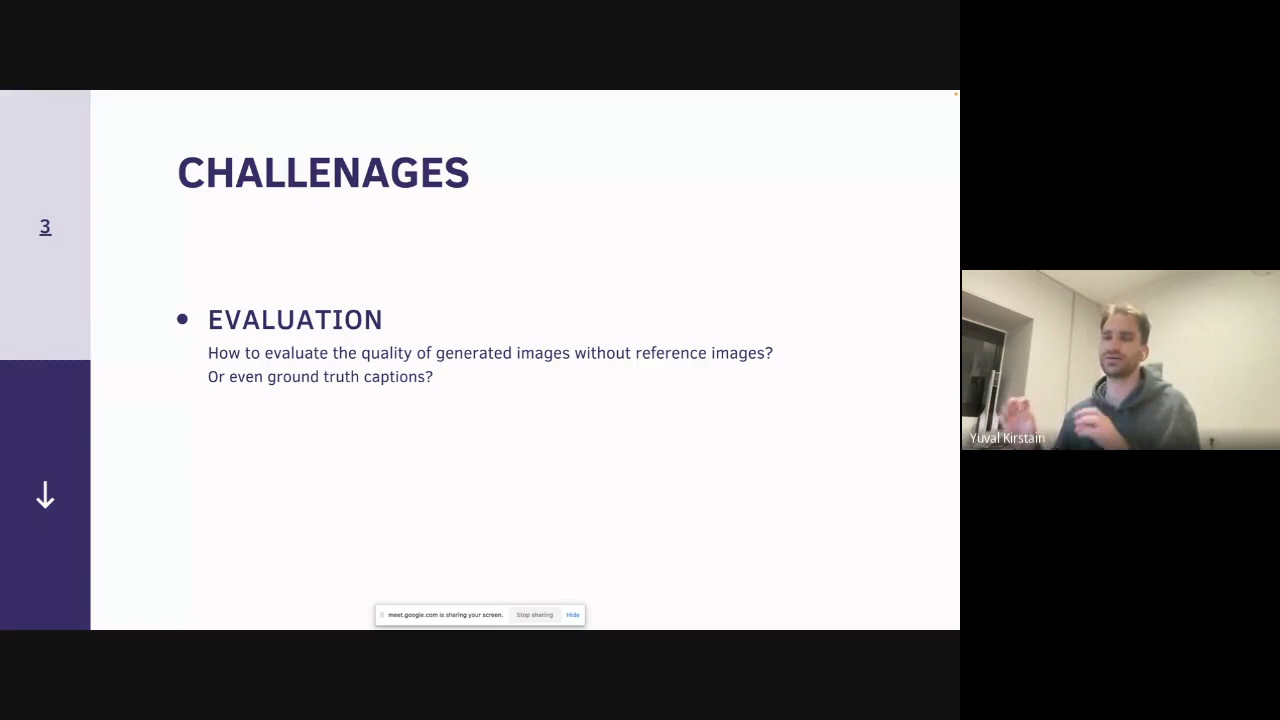 CHALLENAGES
3
EVALUATION
How to evaluate the quality of generated images without reference images?
Or even ground truth captions?
Yuval Kirstain
meet.google.com is sharing your screen. Stop sharing Hide